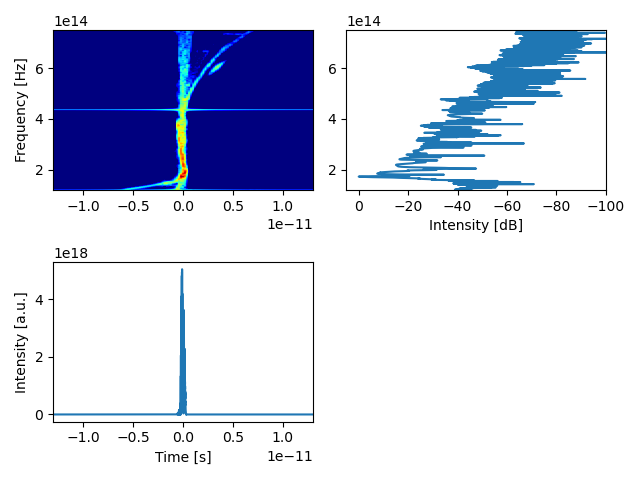 1e14
Frequency [Hz]
6
4
2
−1.0 −0.5 0.0 0.5 1.0
1e−11
1e14
6
4
2
0 −20 −40 −60 −80 −100
Intensity [dB]
1e18
Intensity [a.u.]
4
2
0
−1.0 −0.5 0.0 0.5 1.0
Time [s] 1e−11